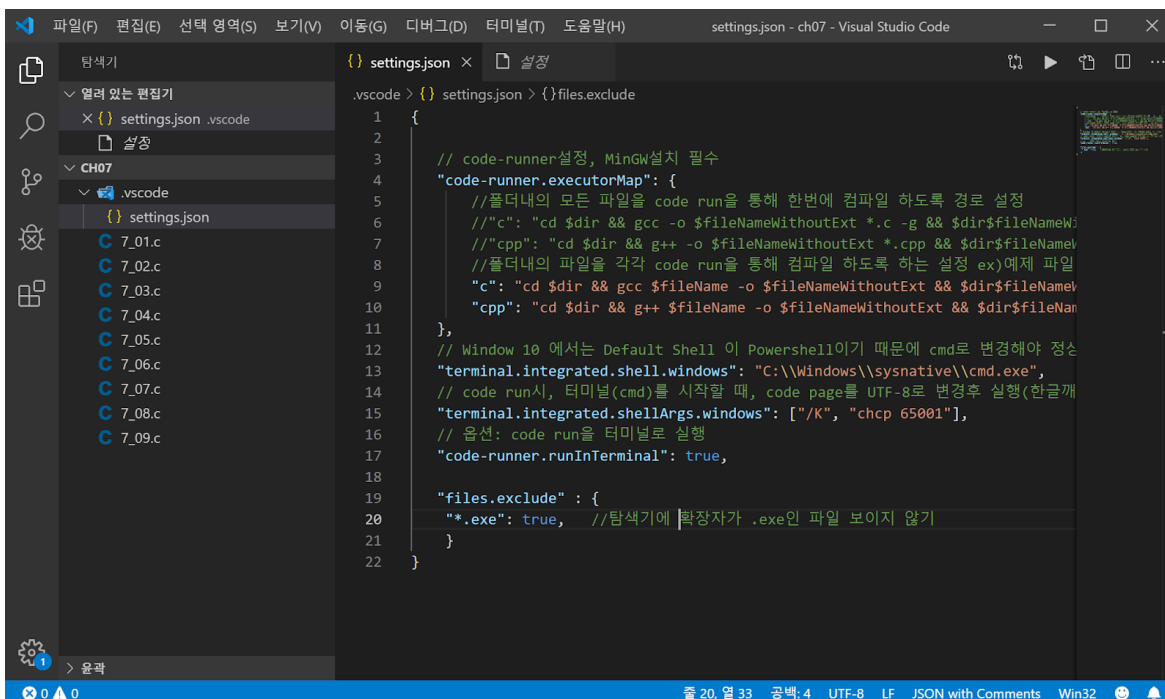 파일(F) 편집(E) 선택 영역(S) 보기(V) 이동(G) 디버그(D) 터미널(T) 도움말(H) settings.json - ch07 - Visual Studio Code
탐색기
열려 있는 편집기
{} settings.json .vscode
설정
CH07
.vscode
{} settings.json
C 7_01.c
C 7_02.c
C 7_03.c
C 7_04.c
C 7_05.c
C 7_06.c
C 7_07.c
C 7_08.c
C 7_09.c
윤곽
1
{} settings.json × 설정
.vscode > {} settings.json > {}files.exclude
1 {
2
3 // code-runner설정, MinGW설치 필수
4 "code-runner.executorMap": {
5 //폴더내의 모든 파일을 code run을 통해 한번에 컴파일 하도록 경로 설정
6 //"c": "cd $dir && gcc -o $fileNameWithoutExt *.c -g && $dir$fileNameWi
7 //"cpp": "cd $dir && g++ -o $fileNameWithoutExt *.cpp && $dir$fileNameW
8 //폴더내의 파일을 각각 code run을 통해 컴파일 하도록 하는 설정 ex)예제 파일
9 "c": "cd $dir && gcc $fileName -o $fileNameWithoutExt && $dir$fileNameW
10 "cpp": "cd $dir && g++ $fileName -o $fileNameWithoutExt && $dir$fileNam
11 },
12 // Window 10 에서는 Default Shell 이 Powershell이기 때문에 cmd로 변경해야 정상
13 "terminal.integrated.shell.windows": "C:\\Windows\\sysnative\\cmd.exe",
14 // code run시, 터미널(cmd)를 시작할 때, code page를 UTF-8로 변경후 실행(한글깨
15 "terminal.integrated.shellArgs.windows": ["/K", "chcp 65001"],
16 // 옵션: code run을 터미널로 실행
17 "code-runner.runInTerminal": true,
18
19 "files.exclude" : {
20 "*.exe": true, //탐색기에 확장자가 .exe인 파일 보이지 않기
21 }
22 }
0 0 줄 20, 열 33 공백: 4 UTF-8 LF JSON with Comments Win32